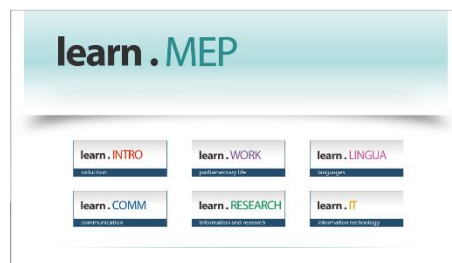 learn . MEP
learn . INTRO
induction
learn . WORK
parliamentary life
learn . LINGUA
languages
learn . COMM
communication
learn . RESEARCH
information and research
learn . IT
information technology